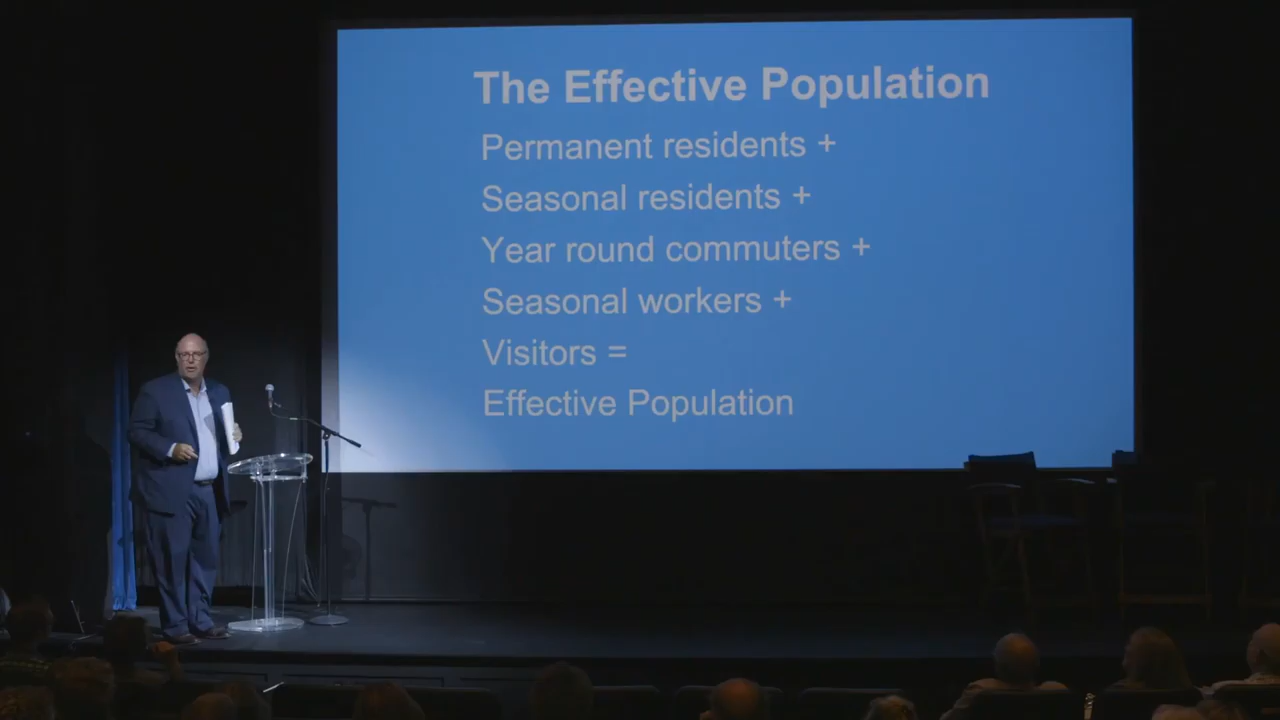 The Effective Population
Permanent residents +
Seasonal residents +
Year round commuters +
Seasonal workers +
Visitors =
Effective Population